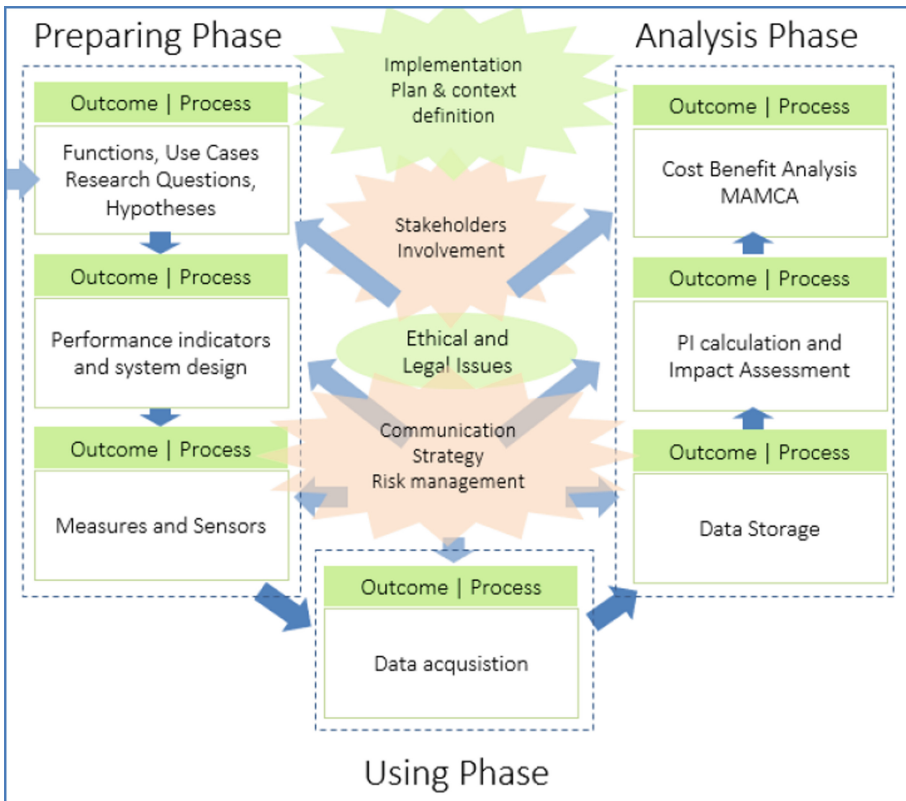 Preparing Phase
Outcome | Process
Functions, Use Cases
Research Questions,
Hypotheses
Outcome | Process
Performance indicators
and system design
Outcome | Process
Measures and Sensors
Implementation
Plan & context
definition
Stakeholders
Involvement
Ethical and
Legal Issues
Communication
Strategy
Risk management
Outcome | Process
Data acqusistion
Using Phase
Analysis Phase
Outcome | Process
Cost Benefit Analysis
MAMCA
Outcome | Process
PI calculation and
Impact Assessment
Outcome | Process
Data Storage